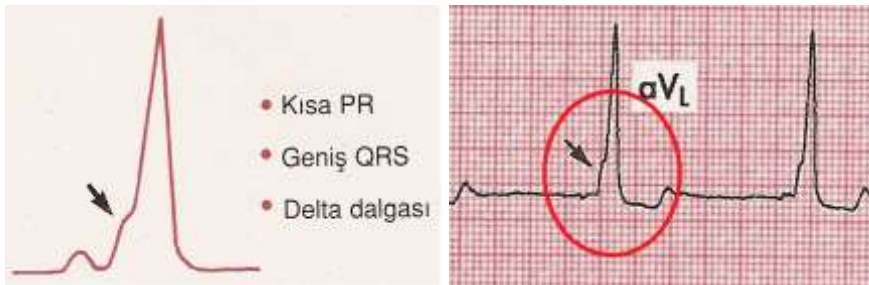 • Kısa PR
• Geniş QRS
• Delta dalgası
aVL